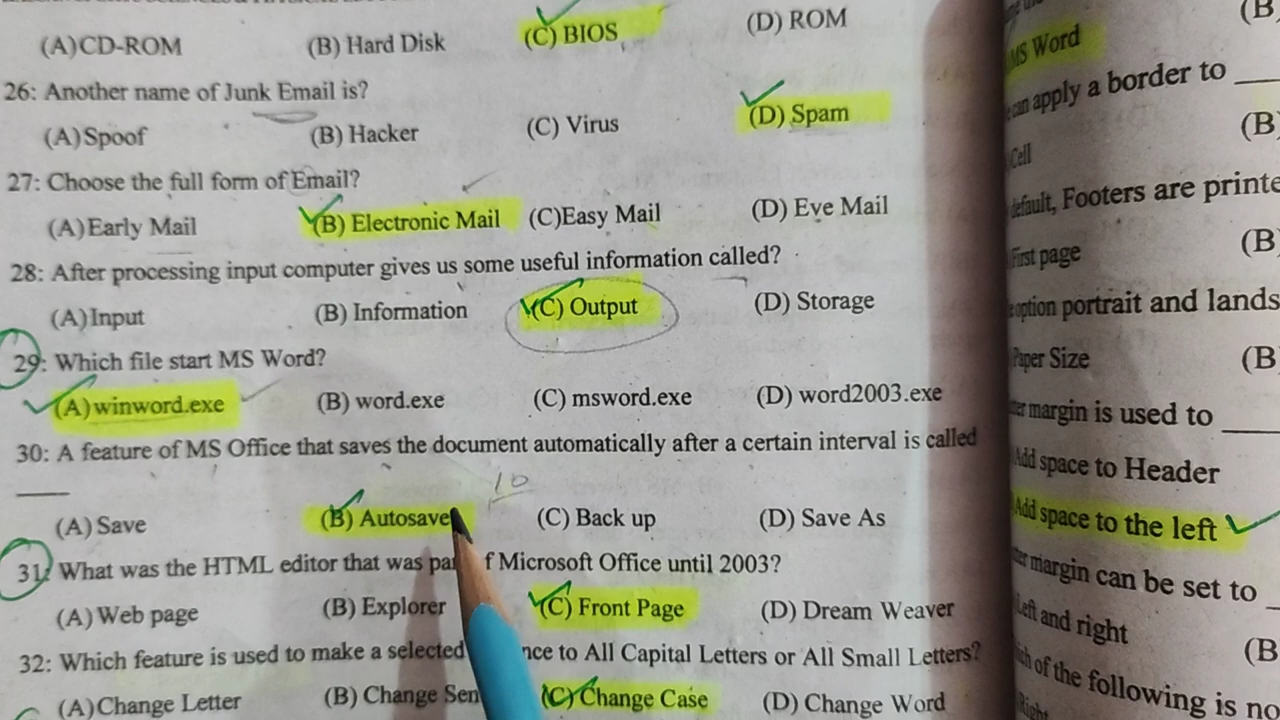 (A)CD-ROM (B) Hard Disk (C) BIOS (D) ROM
26: Another name of Junk Email is?
(A)Spoof (B) Hacker (C) Virus (D) Spam
27: Choose the full form of Email?
(A)Early Mail (B) Electronic Mail (C)Easy Mail (D) Eve Mail
28: After processing input computer gives us some useful information called?
(A)Input (B) Information (C) Output (D) Storage
29: Which file start MS Word?
(A)winword.exe (B) word.exe (C) msword.exe (D) word2003.exe
30: A feature of MS Office that saves the document automatically after a certain interval is called
____
10
(A) Save (B) Autosave (C) Back up (D) Save As
31: What was the HTML editor that was pa f Microsoft Office until 2003?
(A) Web page (B) Explorer (C) Front Page (D) Dream Weaver
32: Which feature is used to make a selected nce to All Capital Letters or All Small Letters?
(A)Change Letter (B) Change Sen (C) Change Case (D) Change Word
(B
MS Word
can apply a border to ____
(B)
Cell
default, Footers are printe
First page (B)
option portrait and lands
Paper Size (B)
margin is used to ____
Add space to Header
Add space to the left
margin can be set to _
Left and right (B
of the following is no
Right